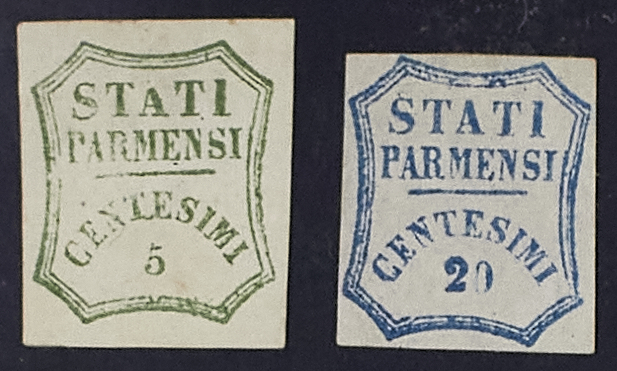 STATI
PARMENSI
CENTESIMI
5
STATI
PARMENSI
CENTESIMI
20